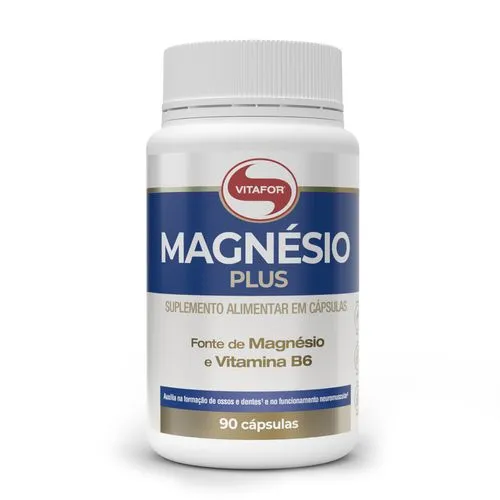 VITAFOR
MAGNÉSIO
PLUS
SUPLEMENTO ALIMENTAR EM CÁPSULAS
Fonte de Magnésio
e Vitamina B6
Auxilia na formação de ossos e dentes¹ e no funcionamento neuromuscular²
90 cápsulas